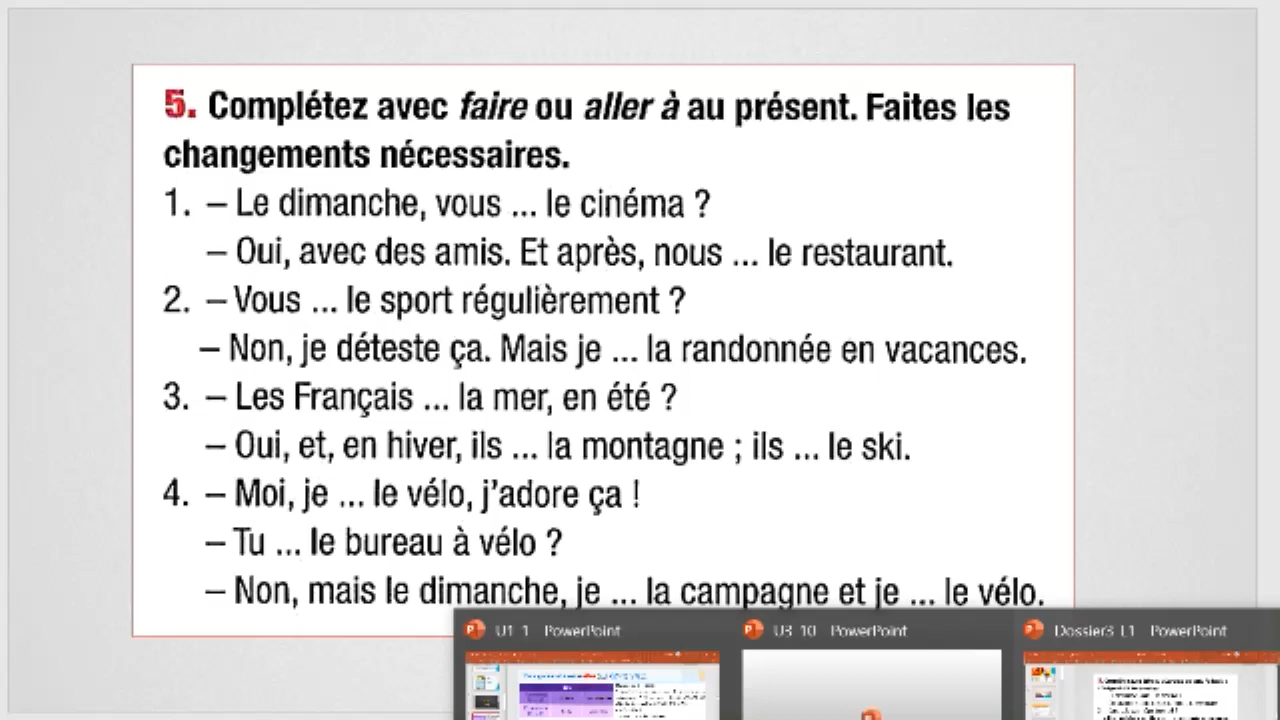 5. Complétez avec faire ou aller à au présent. Faites les
changements nécessaires.
1. – Le dimanche, vous ... le cinéma ?
– Oui, avec des amis. Et après, nous ... le restaurant.
2. – Vous ... le sport régulièrement ?
– Non, je déteste ça. Mais je ... la randonnée en vacances.
3. – Les Français ... la mer, en été ?
– Oui, et, en hiver, ils ... la montagne ; ils ... le ski.
4. – Moi, je ... le vélo, j'adore ça !
– Tu ... le bureau à vélo ?
– Non, mais le dimanche, je ... la campagne et je ... le vélo.
U1 1 PowerPoint
U3 10 PowerPoint
Dossier3 L1 PowerPoint